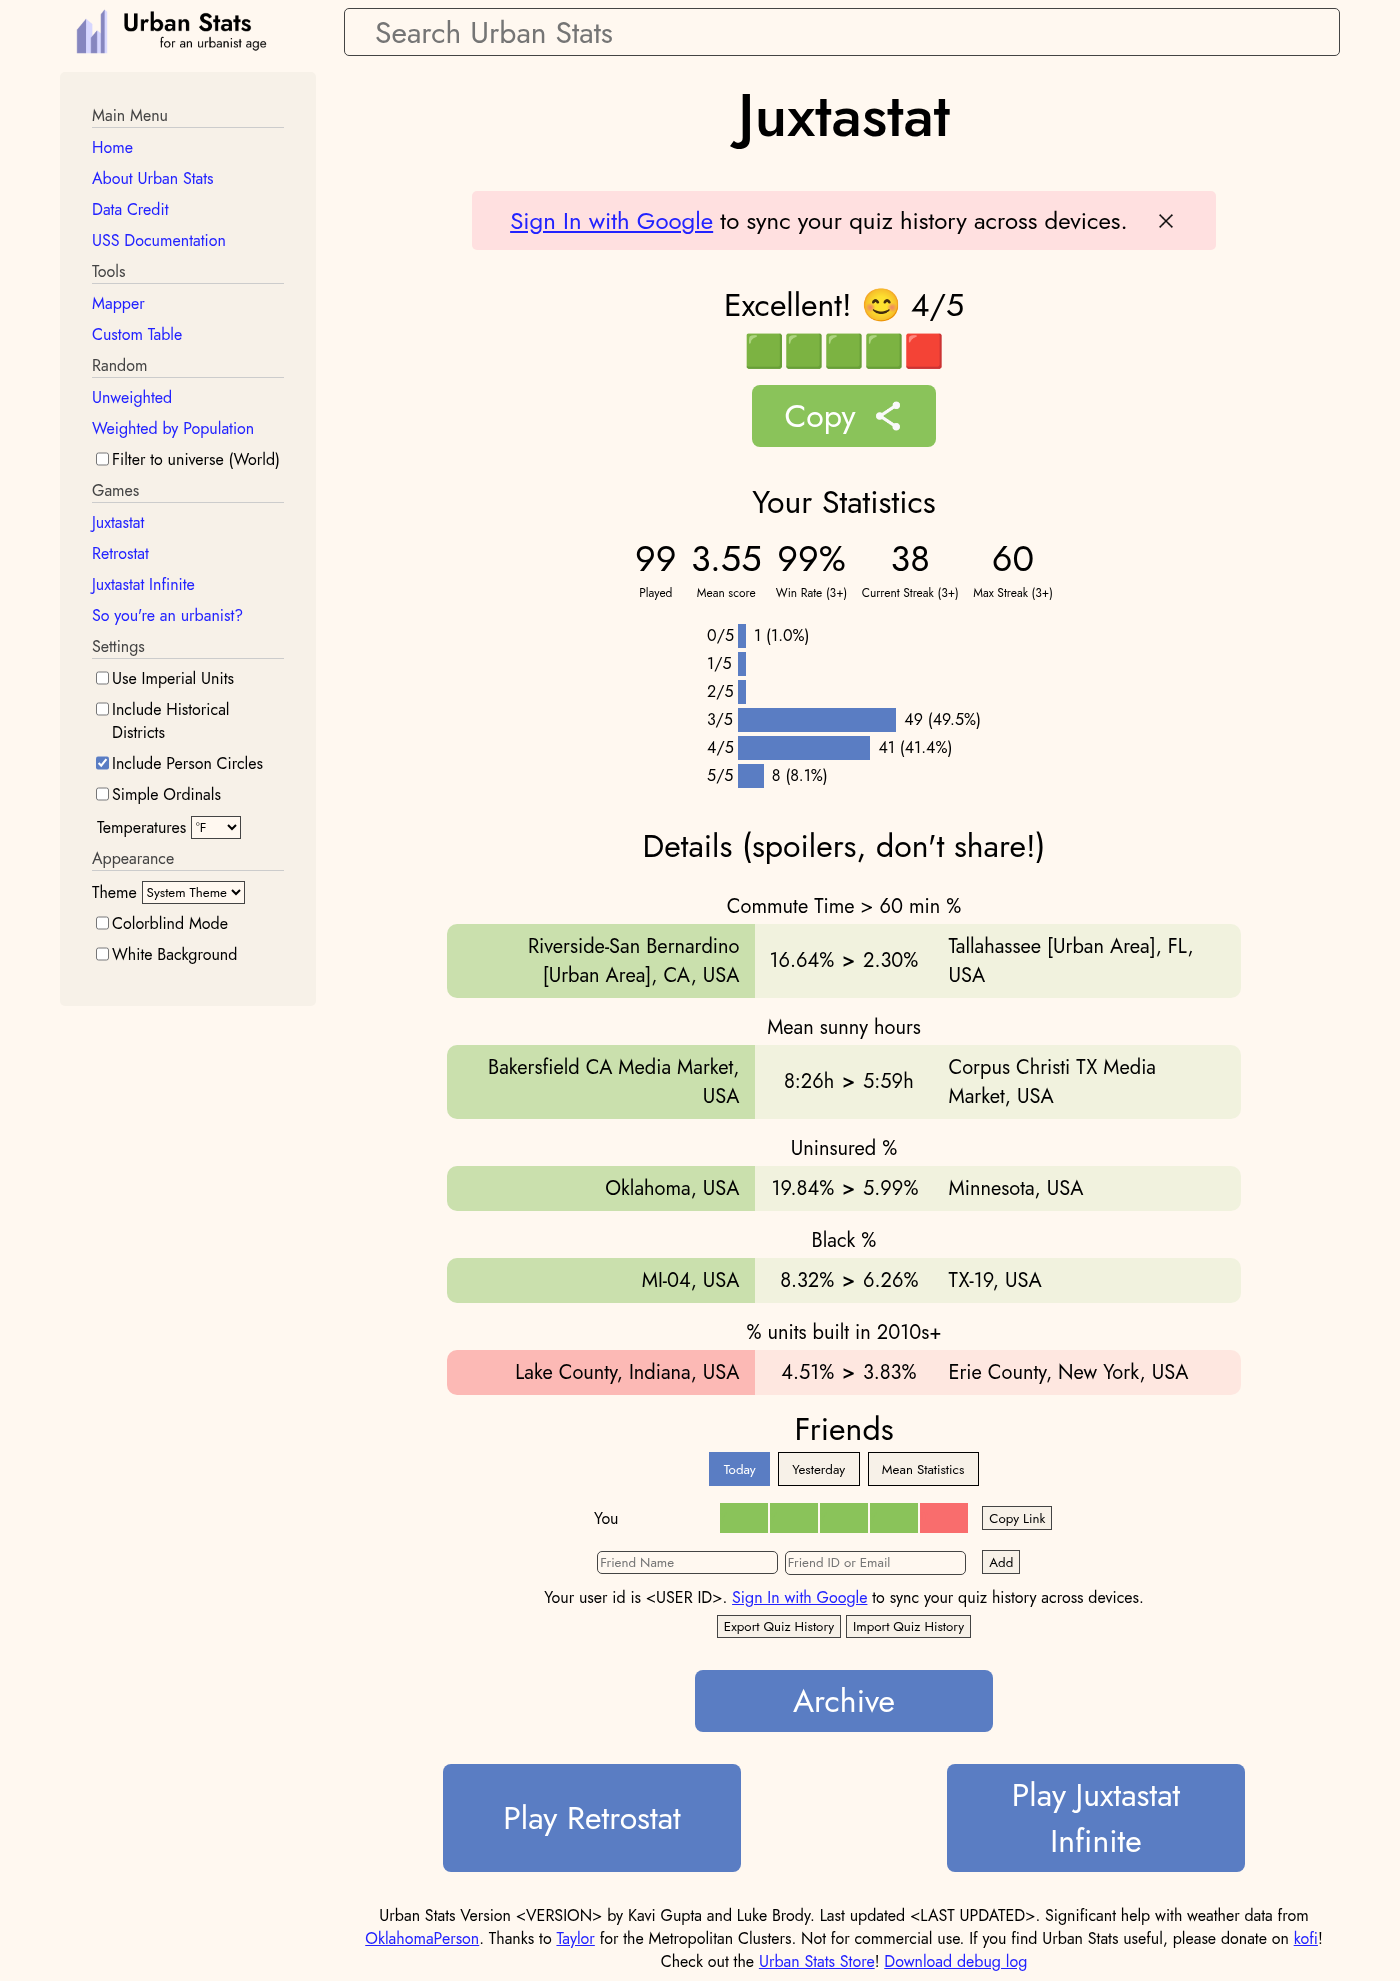 Urban Stats
for an urbanist age
Search Urban Stats
Main Menu
Home
About Urban Stats
Data Credit
USS Documentation
Tools
Mapper
Custom Table
Random
Unweighted
Weighted by Population
Filter to universe (World)
Games
Juxtastat
Retrostat
Juxtastat Infinite
So you're an urbanist?
Settings
Use Imperial Units
Include Historical
Districts
Include Person Circles
Simple Ordinals
Temperatures °F
Appearance
Theme System Theme
Colorblind Mode
White Background
Juxtastat
Sign In with Google to sync your quiz history across devices.
Excellent! 😊 4/5
🟩🟩🟩🟩🟥
Copy
Your Statistics
99 3.55 99% 38 60
Played Mean score Win Rate (3+) Current Streak (3+) Max Streak (3+)
0/5 1 (1.0%)
1/5
2/5
3/5 49 (49.5%)
4/5 41 (41.4%)
5/5 8 (8.1%)
Details (spoilers, don't share!)
Commute Time > 60 min %
Riverside-San Bernardino
[Urban Area], CA, USA
16.64% > 2.30%
Tallahassee [Urban Area], FL,
USA
Mean sunny hours
Bakersfield CA Media Market,
USA
8:26h > 5:59h
Corpus Christi TX Media
Market, USA
Uninsured %
Oklahoma, USA 19.84% > 5.99% Minnesota, USA
Black %
MI-04, USA 8.32% > 6.26% TX-19, USA
% units built in 2010s+
Lake County, Indiana, USA 4.51% > 3.83% Erie County, New York, USA
Friends
Today Yesterday Mean Statistics
You Copy Link
Friend Name Friend ID or Email Add
Your user id is <USER ID>. Sign In with Google to sync your quiz history across devices.
Export Quiz History Import Quiz History
Archive
Play Retrostat
Play Juxtastat
Infinite
Urban Stats Version <VERSION> by Kavi Gupta and Luke Brody. Last updated <LAST UPDATED>. Significant help with weather data from
OklahomaPerson. Thanks to Taylor for the Metropolitan Clusters. Not for commercial use. If you find Urban Stats useful, please donate on kofi!
Check out the Urban Stats Store! Download debug log